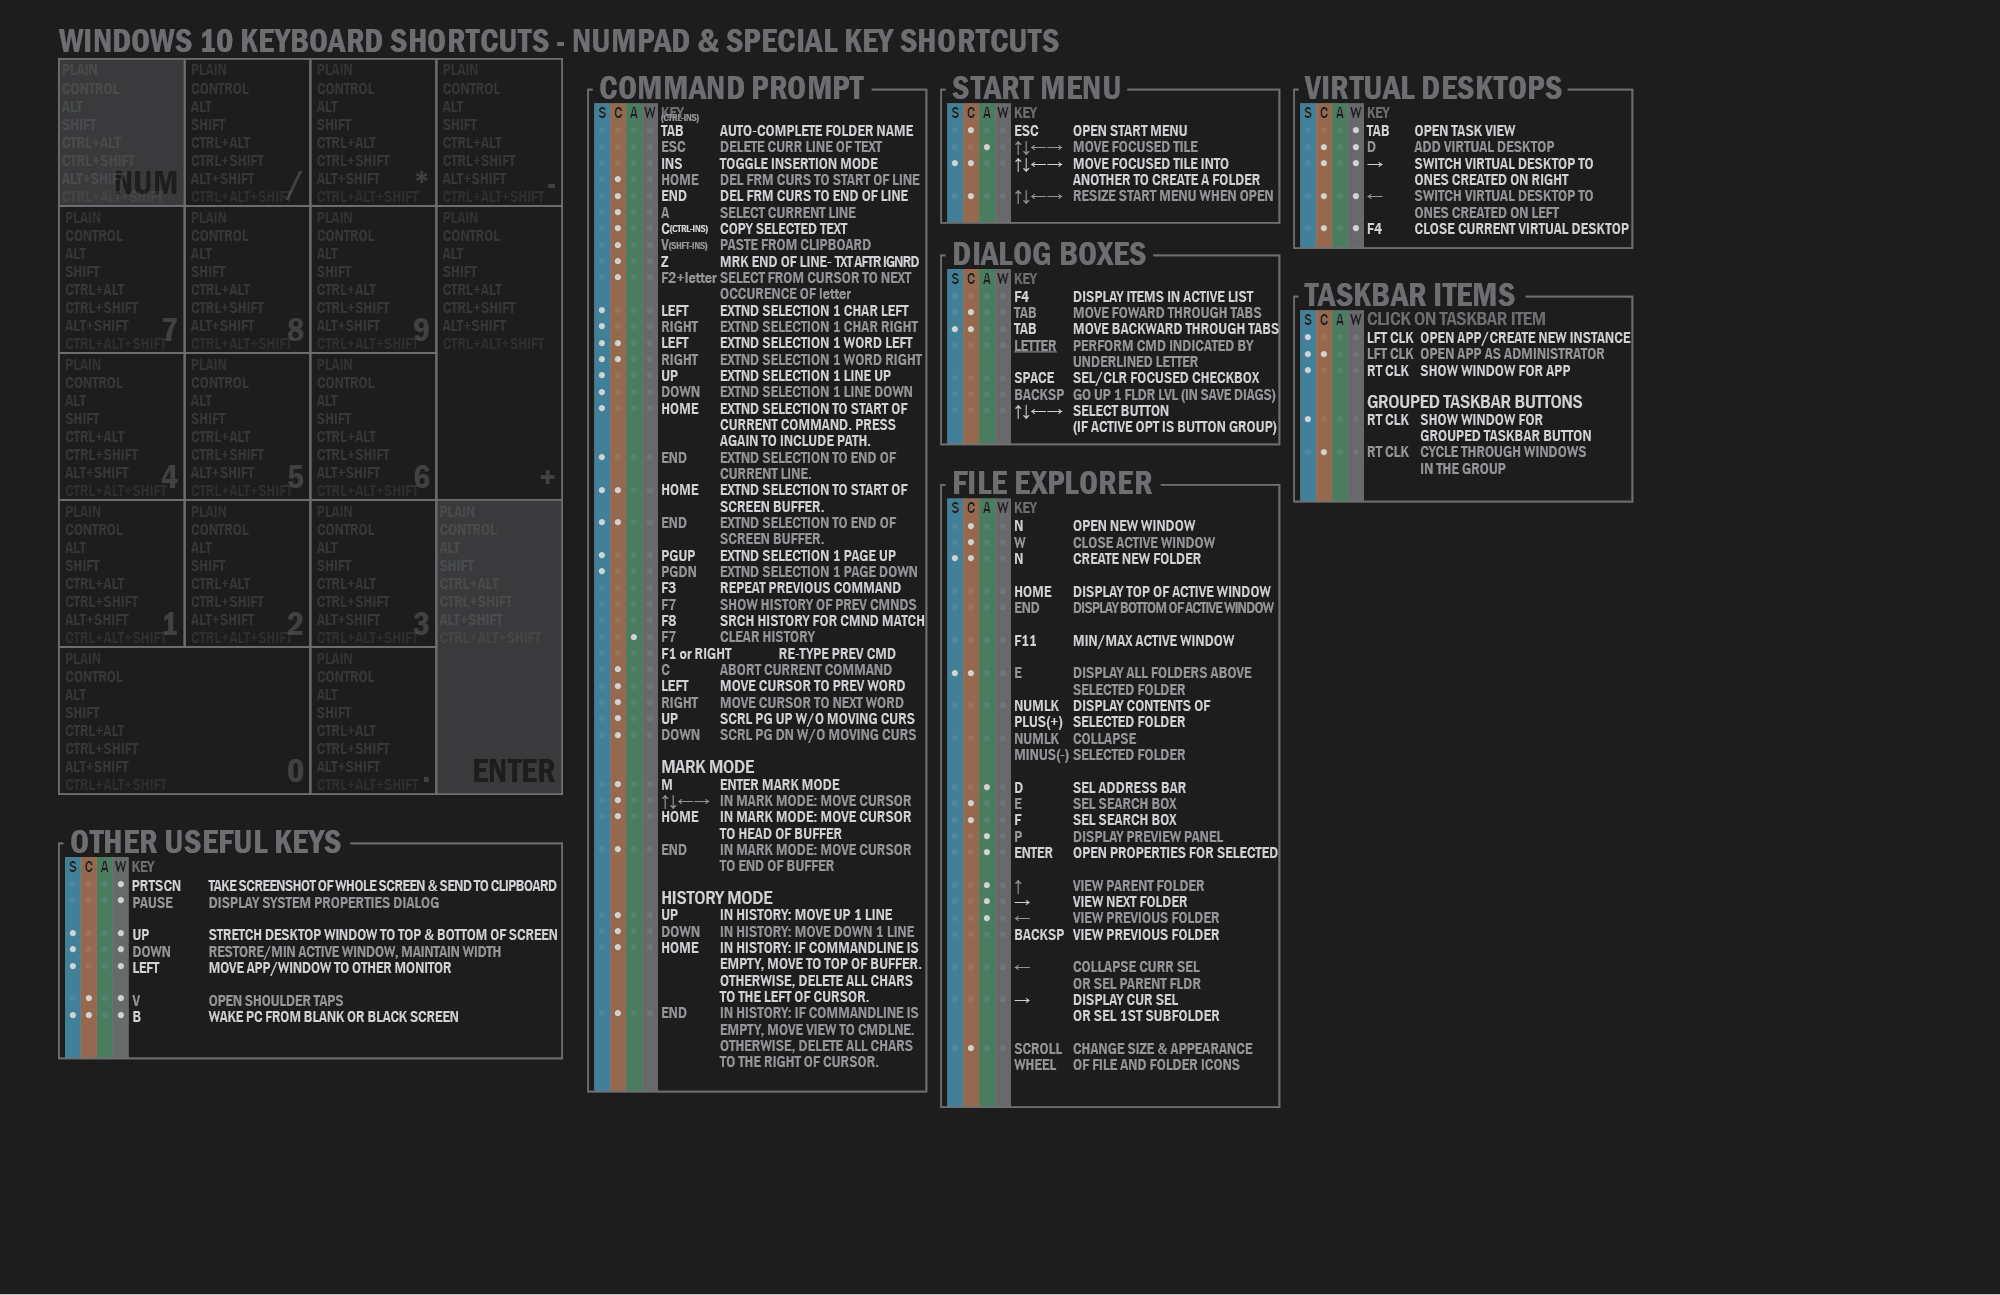 WINDOWS 10 KEYBOARD SHORTCUTS - NUMPAD & SPECIAL KEY SHORTCUTS
PLAIN
CONTROL
ALT
SHIFT
CTRL+ALT
CTRL+SHIFT
ALT+SHIFT
CTRL+ALT+SHIFT
NUM
PLAIN
CONTROL
ALT
SHIFT
CTRL+ALT
CTRL+SHIFT
ALT+SHIFT
CTRL+ALT+SHIFT
/
PLAIN
CONTROL
ALT
SHIFT
CTRL+ALT
CTRL+SHIFT
ALT+SHIFT
CTRL+ALT+SHIFT
*
PLAIN
CONTROL
ALT
SHIFT
CTRL+ALT
CTRL+SHIFT
ALT+SHIFT
CTRL+ALT+SHIFT
-
PLAIN
CONTROL
ALT
SHIFT
CTRL+ALT
CTRL+SHIFT
ALT+SHIFT
CTRL+ALT+SHIFT
7
PLAIN
CONTROL
ALT
SHIFT
CTRL+ALT
CTRL+SHIFT
ALT+SHIFT
CTRL+ALT+SHIFT
8
PLAIN
CONTROL
ALT
SHIFT
CTRL+ALT
CTRL+SHIFT
ALT+SHIFT
CTRL+ALT+SHIFT
9
PLAIN
CONTROL
ALT
SHIFT
CTRL+ALT
CTRL+SHIFT
ALT+SHIFT
CTRL+ALT+SHIFT
+
PLAIN
CONTROL
ALT
SHIFT
CTRL+ALT
CTRL+SHIFT
ALT+SHIFT
CTRL+ALT+SHIFT
4
PLAIN
CONTROL
ALT
SHIFT
CTRL+ALT
CTRL+SHIFT
ALT+SHIFT
CTRL+ALT+SHIFT
5
PLAIN
CONTROL
ALT
SHIFT
CTRL+ALT
CTRL+SHIFT
ALT+SHIFT
CTRL+ALT+SHIFT
6
PLAIN
CONTROL
ALT
SHIFT
CTRL+ALT
CTRL+SHIFT
ALT+SHIFT
CTRL+ALT+SHIFT
1
PLAIN
CONTROL
ALT
SHIFT
CTRL+ALT
CTRL+SHIFT
ALT+SHIFT
CTRL+ALT+SHIFT
2
PLAIN
CONTROL
ALT
SHIFT
CTRL+ALT
CTRL+SHIFT
ALT+SHIFT
CTRL+ALT+SHIFT
3
PLAIN
CONTROL
ALT
SHIFT
CTRL+ALT
CTRL+SHIFT
ALT+SHIFT
CTRL+ALT+SHIFT
ENTER
PLAIN
CONTROL
ALT
SHIFT
CTRL+ALT
CTRL+SHIFT
ALT+SHIFT
CTRL+ALT+SHIFT
0
PLAIN
CONTROL
ALT
SHIFT
CTRL+ALT
CTRL+SHIFT
ALT+SHIFT
CTRL+ALT+SHIFT
.
OTHER USEFUL KEYS
S C A W KEY
PRTSCN TAKE SCREENSHOT OF WHOLE SCREEN & SEND TO CLIPBOARD
PAUSE DISPLAY SYSTEM PROPERTIES DIALOG
UP STRETCH DESKTOP WINDOW TO TOP & BOTTOM OF SCREEN
DOWN RESTORE/MIN ACTIVE WINDOW, MAINTAIN WIDTH
LEFT MOVE APP/WINDOW TO OTHER MONITOR
V OPEN SHOULDER TAPS
B WAKE PC FROM BLANK OR BLACK SCREEN
COMMAND PROMPT
S C A W KEY
(CTRL-INS)
TAB AUTO-COMPLETE FOLDER NAME
ESC DELETE CURR LINE OF TEXT
INS TOGGLE INSERTION MODE
HOME DEL FRM CURS TO START OF LINE
END DEL FRM CURS TO END OF LINE
A SELECT CURRENT LINE
C(CTRL-INS) COPY SELECTED TEXT
V(SHFT-INS) PASTE FROM CLIPBOARD
Z MRK END OF LINE- TXT AFTR IGNRD
F2+letter SELECT FROM CURSOR TO NEXT
OCCURENCE OF letter
LEFT EXTND SELECTION 1 CHAR LEFT
RIGHT EXTND SELECTION 1 CHAR RIGHT
LEFT EXTND SELECTION 1 WORD LEFT
RIGHT EXTND SELECTION 1 WORD RIGHT
UP EXTND SELECTION 1 LINE UP
DOWN EXTND SELECTION 1 LINE DOWN
HOME EXTND SELECTION TO START OF
CURRENT COMMAND. PRESS
AGAIN TO INCLUDE PATH.
END EXTND SELECTION TO END OF
CURRENT LINE.
HOME EXTND SELECTION TO START OF
SCREEN BUFFER.
END EXTND SELECTION TO END OF
SCREEN BUFFER.
PGUP EXTND SELECTION 1 PAGE UP
PGDN EXTND SELECTION 1 PAGE DOWN
F3 REPEAT PREVIOUS COMMAND
F7 SHOW HISTORY OF PREV CMNDS
F8 SRCH HISTORY FOR CMND MATCH
F7 CLEAR HISTORY
F1 or RIGHT RE-TYPE PREV CMD
C ABORT CURRENT COMMAND
LEFT MOVE CURSOR TO PREV WORD
RIGHT MOVE CURSOR TO NEXT WORD
UP SCRL PG UP W/O MOVING CURS
DOWN SCRL PG DN W/O MOVING CURS
MARK MODE
M ENTER MARK MODE
↑↓←→ IN MARK MODE: MOVE CURSOR
HOME IN MARK MODE: MOVE CURSOR
TO HEAD OF BUFFER
END IN MARK MODE: MOVE CURSOR
TO END OF BUFFER
HISTORY MODE
UP IN HISTORY: MOVE UP 1 LINE
DOWN IN HISTORY: MOVE DOWN 1 LINE
HOME IN HISTORY: IF COMMANDLINE IS
EMPTY, MOVE TO TOP OF BUFFER.
OTHERWISE, DELETE ALL CHARS
TO THE LEFT OF CURSOR.
END IN HISTORY: IF COMMANDLINE IS
EMPTY, MOVE VIEW TO CMDLNE.
OTHERWISE, DELETE ALL CHARS
TO THE RIGHT OF CURSOR.
START MENU
S C A W KEY
ESC OPEN START MENU
↑↓←→ MOVE FOCUSED TILE
↑↓←→ MOVE FOCUSED TILE INTO
ANOTHER TO CREATE A FOLDER
↑↓←→ RESIZE START MENU WHEN OPEN
DIALOG BOXES
S C A W KEY
F4 DISPLAY ITEMS IN ACTIVE LIST
TAB MOVE FOWARD THROUGH TABS
TAB MOVE BACKWARD THROUGH TABS
LETTER PERFORM CMD INDICATED BY
UNDERLINED LETTER
SPACE SEL/CLR FOCUSED CHECKBOX
BACKSP GO UP 1 FLDR LVL (IN SAVE DIAGS)
↑↓←→ SELECT BUTTON
(IF ACTIVE OPT IS BUTTON GROUP)
FILE EXPLORER
S C A W KEY
N OPEN NEW WINDOW
W CLOSE ACTIVE WINDOW
N CREATE NEW FOLDER
HOME DISPLAY TOP OF ACTIVE WINDOW
END DISPLAY BOTTOM OF ACTIVE WINDOW
F11 MIN/MAX ACTIVE WINDOW
E DISPLAY ALL FOLDERS ABOVE
SELECTED FOLDER
NUMLK DISPLAY CONTENTS OF
PLUS(+) SELECTED FOLDER
NUMLK COLLAPSE
MINUS(-) SELECTED FOLDER
D SEL ADDRESS BAR
E SEL SEARCH BOX
F SEL SEARCH BOX
P DISPLAY PREVIEW PANEL
ENTER OPEN PROPERTIES FOR SELECTED
↑ VIEW PARENT FOLDER
→ VIEW NEXT FOLDER
← VIEW PREVIOUS FOLDER
BACKSP VIEW PREVIOUS FOLDER
← COLLAPSE CURR SEL
OR SEL PARENT FLDR
→ DISPLAY CUR SEL
OR SEL 1ST SUBFOLDER
SCROLL CHANGE SIZE & APPEARANCE
WHEEL OF FILE AND FOLDER ICONS
VIRTUAL DESKTOPS
S C A W KEY
TAB OPEN TASK VIEW
D ADD VIRTUAL DESKTOP
→ SWITCH VIRTUAL DESKTOP TO
ONES CREATED ON RIGHT
← SWITCH VIRTUAL DESKTOP TO
ONES CREATED ON LEFT
F4 CLOSE CURRENT VIRTUAL DESKTOP
TASKBAR ITEMS
S C A W CLICK ON TASKBAR ITEM
LFT CLK OPEN APP/CREATE NEW INSTANCE
LFT CLK OPEN APP AS ADMINISTRATOR
RT CLK SHOW WINDOW FOR APP
GROUPED TASKBAR BUTTONS
RT CLK SHOW WINDOW FOR
GROUPED TASKBAR BUTTON
RT CLK CYCLE THROUGH WINDOWS
IN THE GROUP